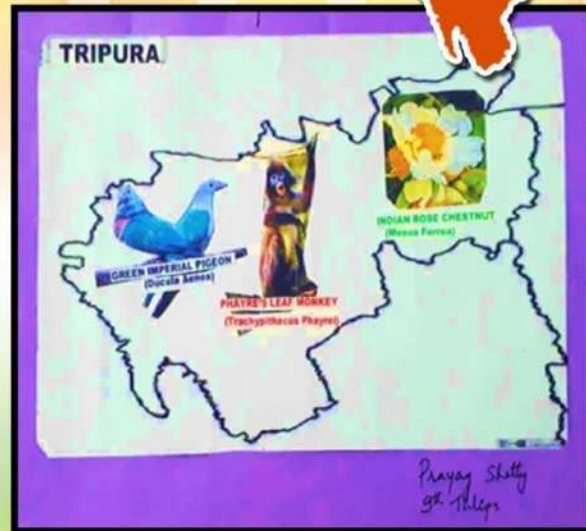 TRIPURA
INDIAN ROSE CHESTNUT
(Mesua Ferrea)
GREEN IMPERIAL PIGEON
(Ducula Aenea)
PHAYRE'S LEAF MONKEY
(Trachypithecus Phayrei)
Prayag Shetty
9th Tulips